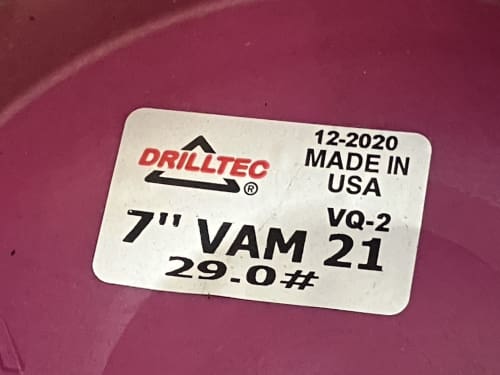 DRILLTEC®
12-2020
MADE IN
USA
VQ-2
7" VAM 21
29.0#